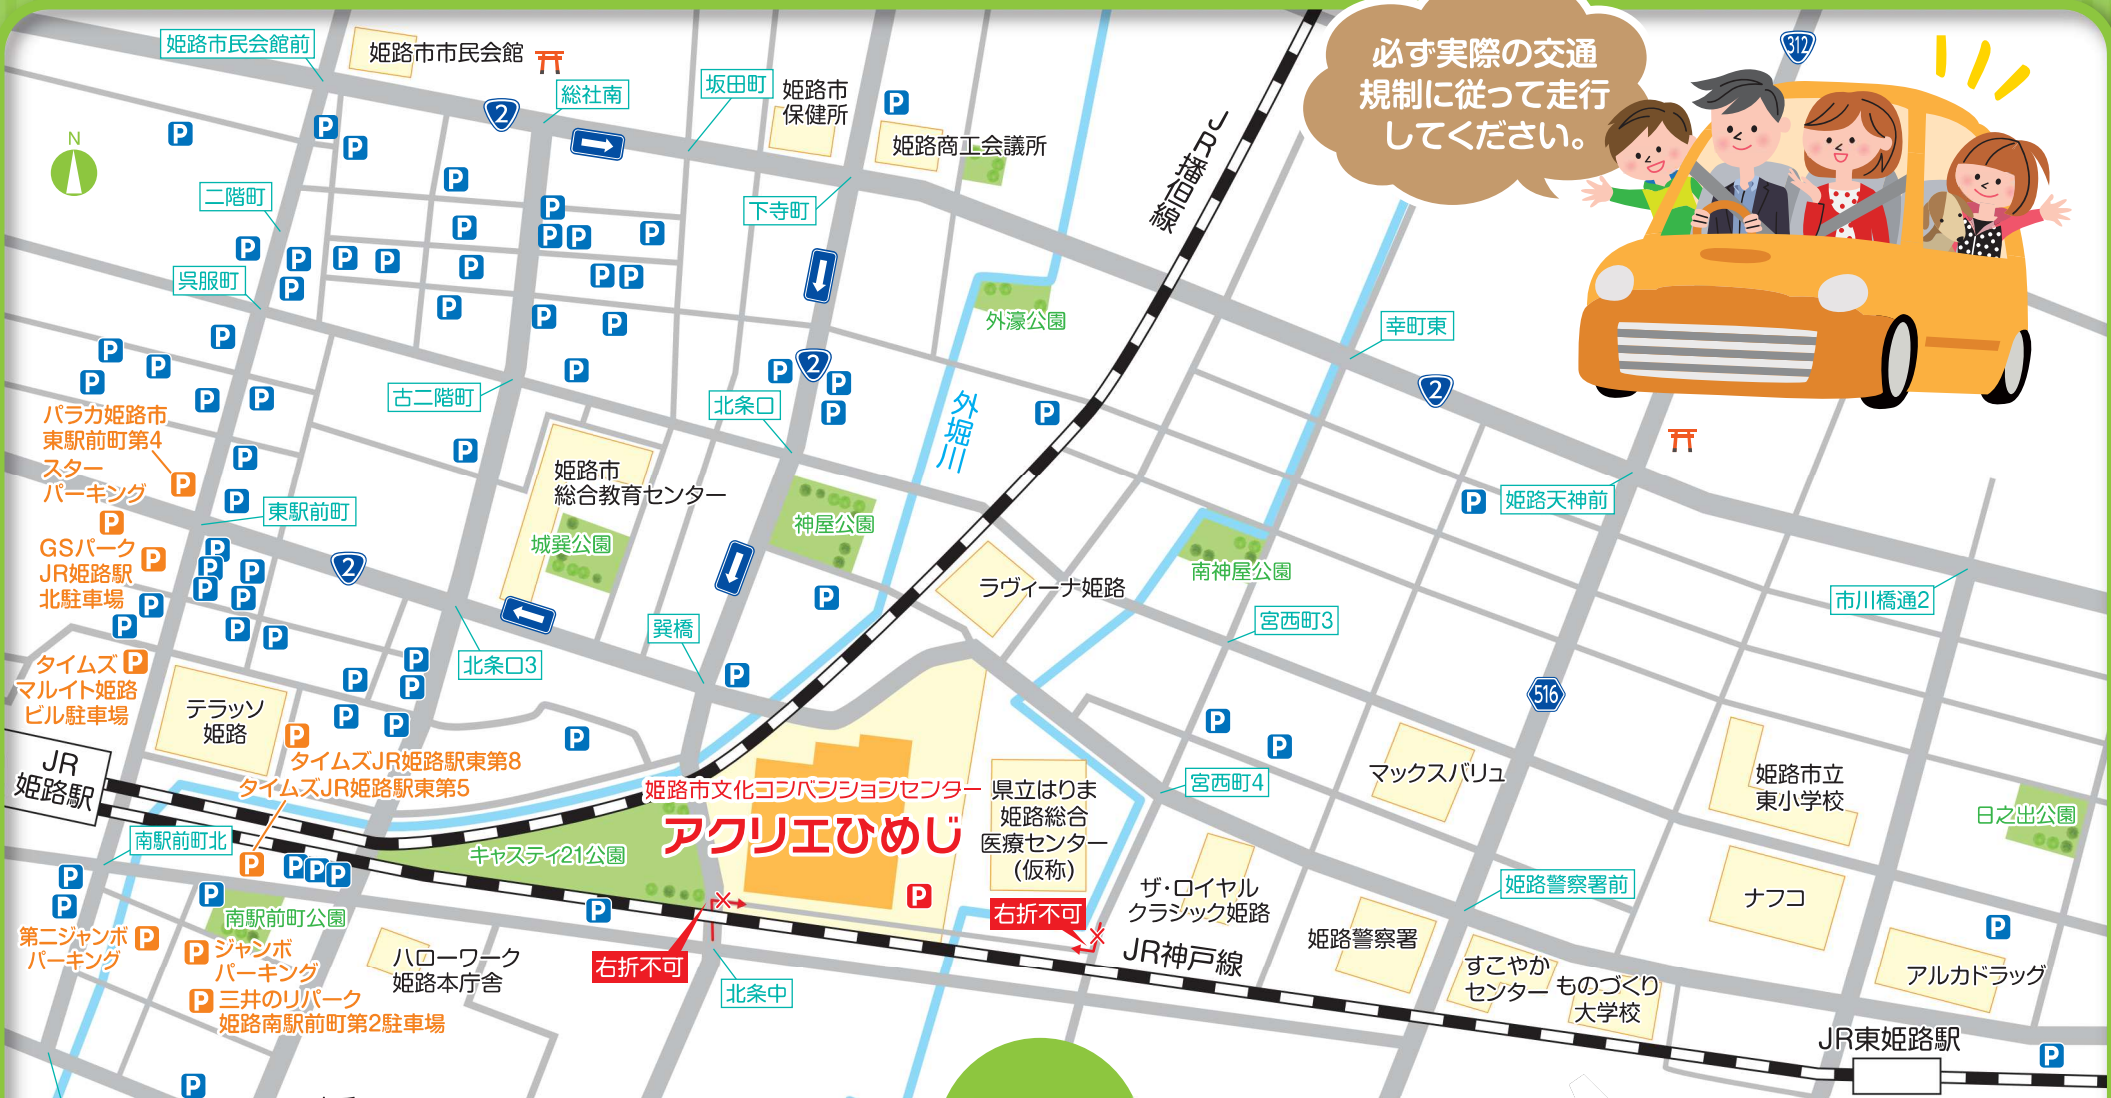 必ず実際の交通
規制に従って走行
してください。
312
姫路市民会館前
姫路市市民会館
総社南
坂田町
姫路市
保健所
姫路商工会議所
2
N
P
二階町
下寺町
JR播但線
呉服町
外濠公園
幸町東
2
2
古二階町
北条口
外堀川
パラカ姫路市
東駅前町第4
スター
パーキング
P
東駅前町
姫路市
総合教育センター
城巽公園
神屋公園
姫路天神前
GSパーク
JR姫路駅
北駐車場
2
ラヴィーナ姫路
南神屋公園
宮西町3
市川橋通2
巽橋
北条口3
516
タイムズ
マルイト姫路
ビル駐車場
テラッソ
姫路
JR
姫路駅
タイムズJR姫路駅東第8
タイムズJR姫路駅東第5
姫路市文化コンベンションセンター
アクリエひめじ
県立はりま
姫路総合
医療センター
(仮称)
宮西町4
マックスバリュ
姫路市立
東小学校
日之出公園
南駅前町北
キャスティ21公園
P
ザ・ロイヤル
クラシック姫路
姫路警察署前
ナフコ
右折不可
南駅前町公園
第二ジャンボ
パーキング
ジャンボ
パーキング
三井のリパーク
姫路南駅前町第2駐車場
ハローワーク
姫路本庁舎
右折不可
北条中
JR神戸線
姫路警察署
すこやか
センター
ものづくり
大学校
アルカドラッグ
JR東姫路駅